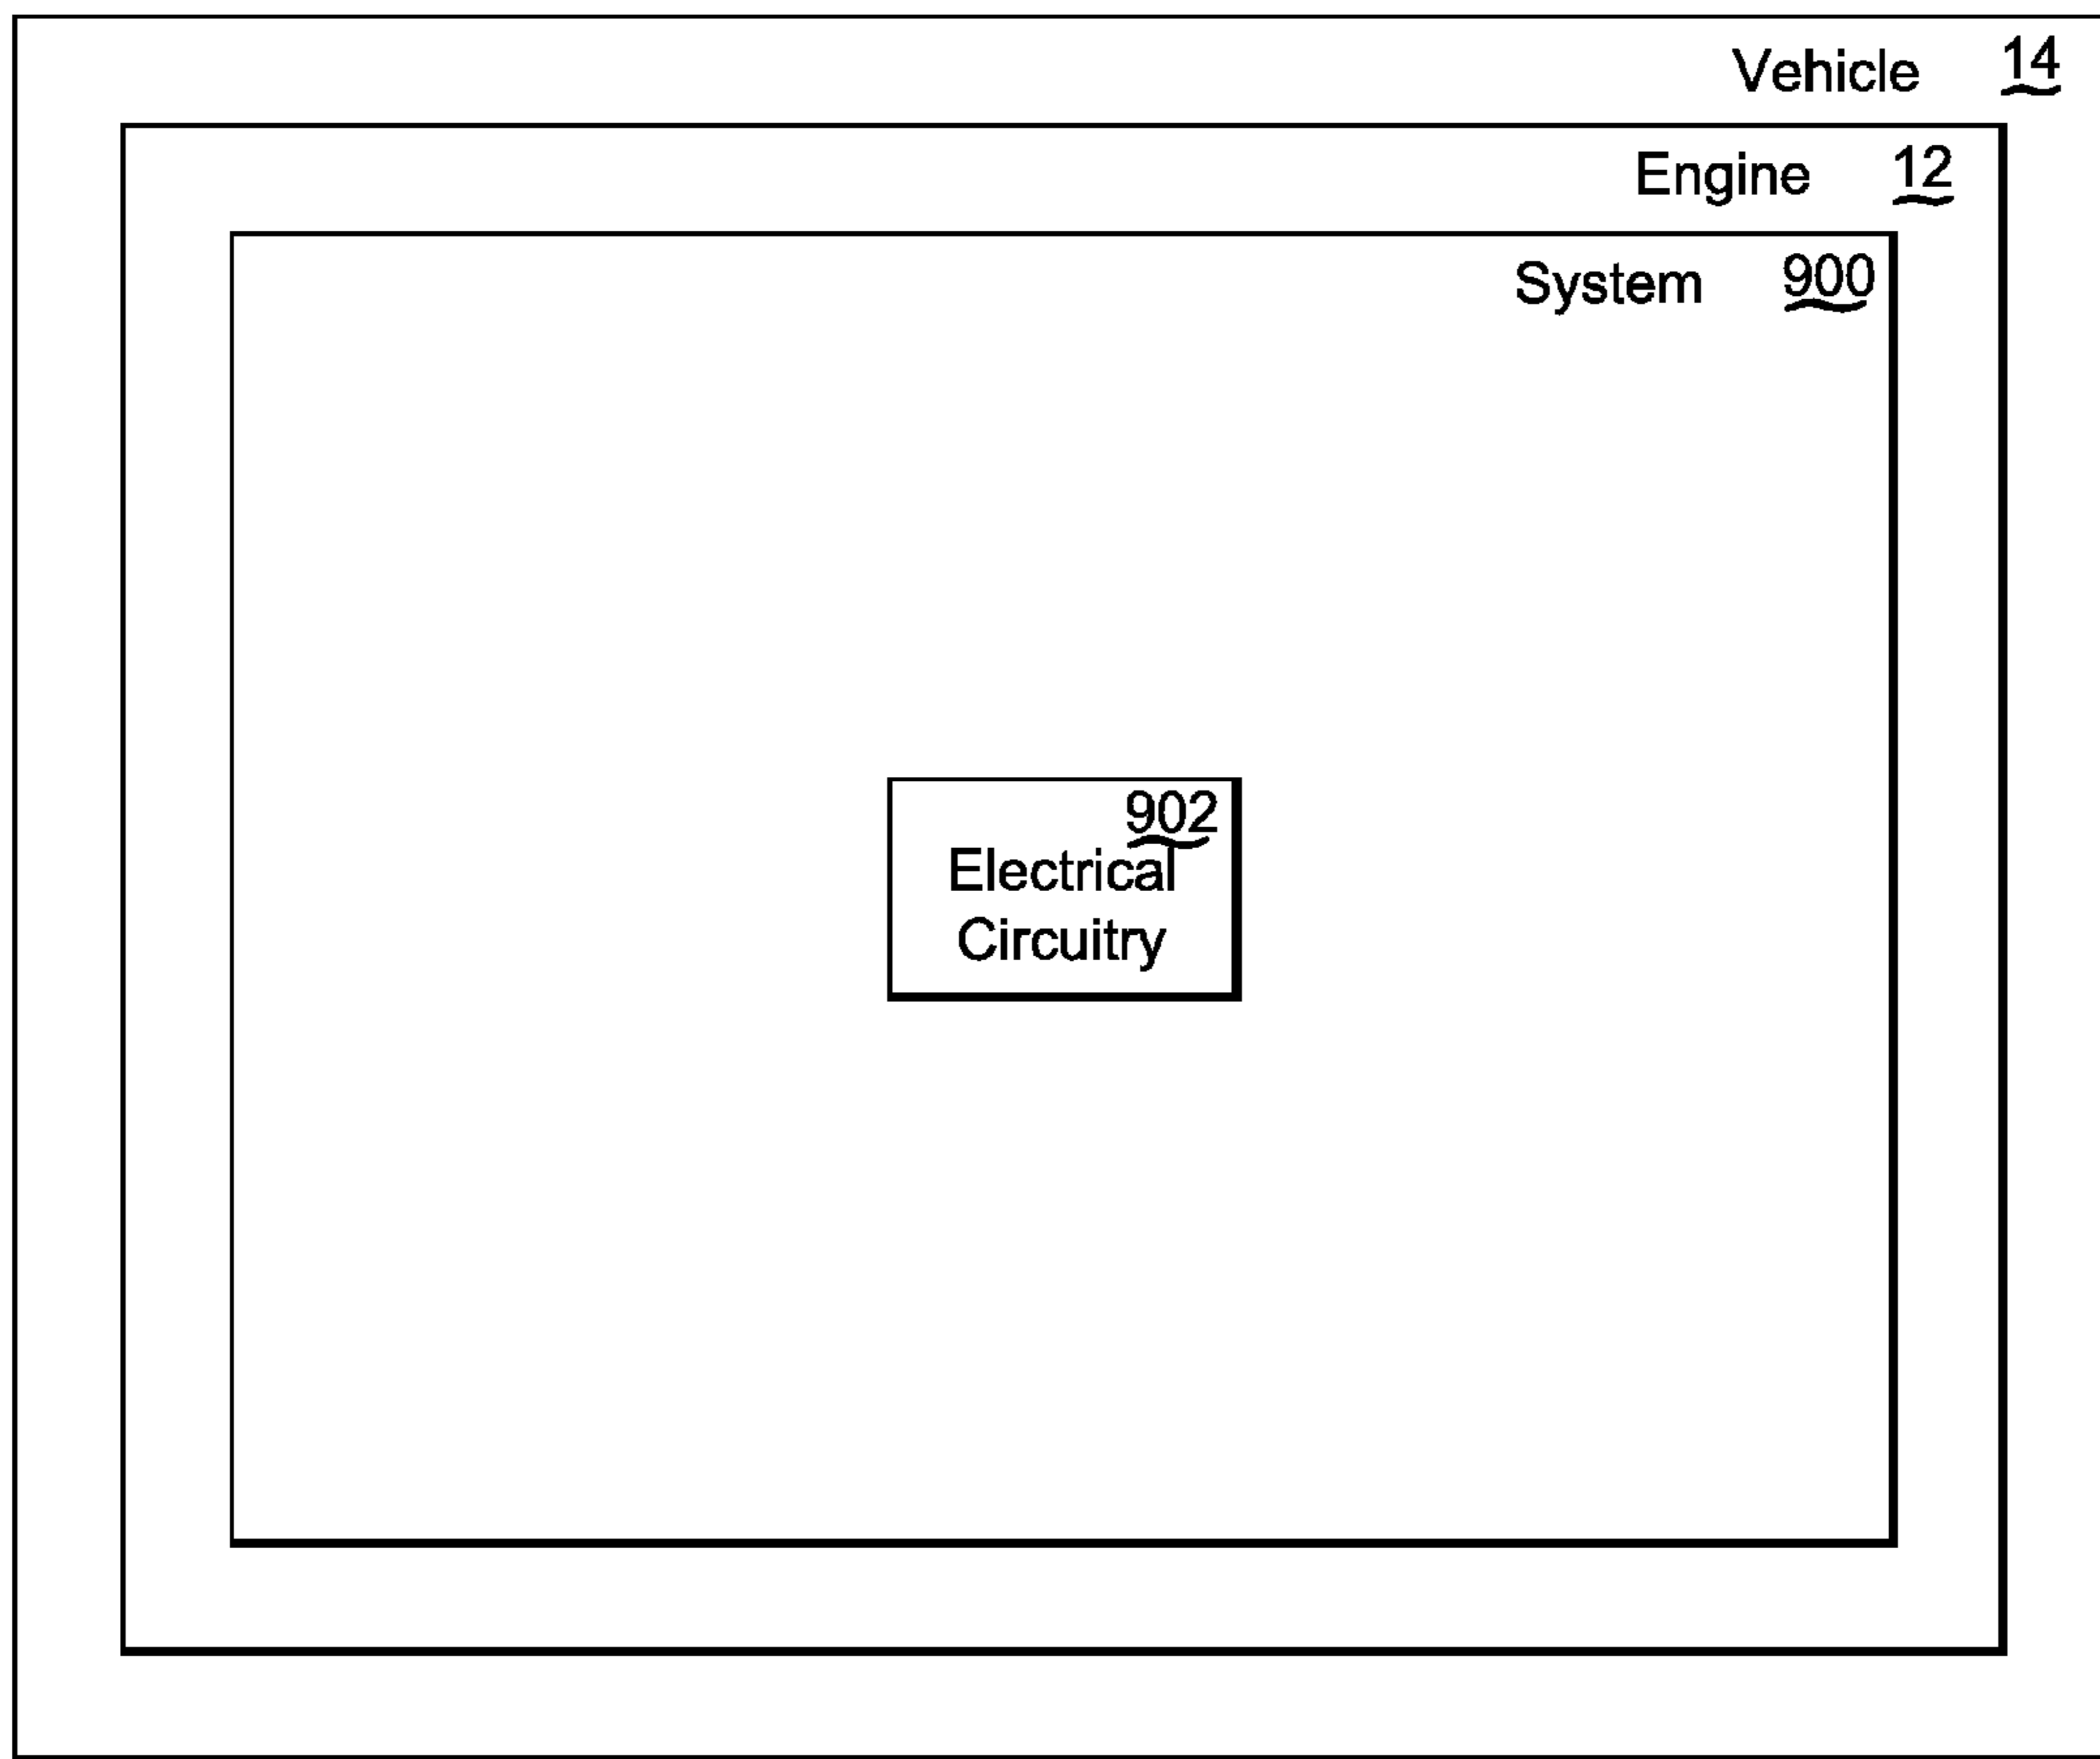 Vehicle 14
Engine 12
System 900
902
Electrical
Circuitry